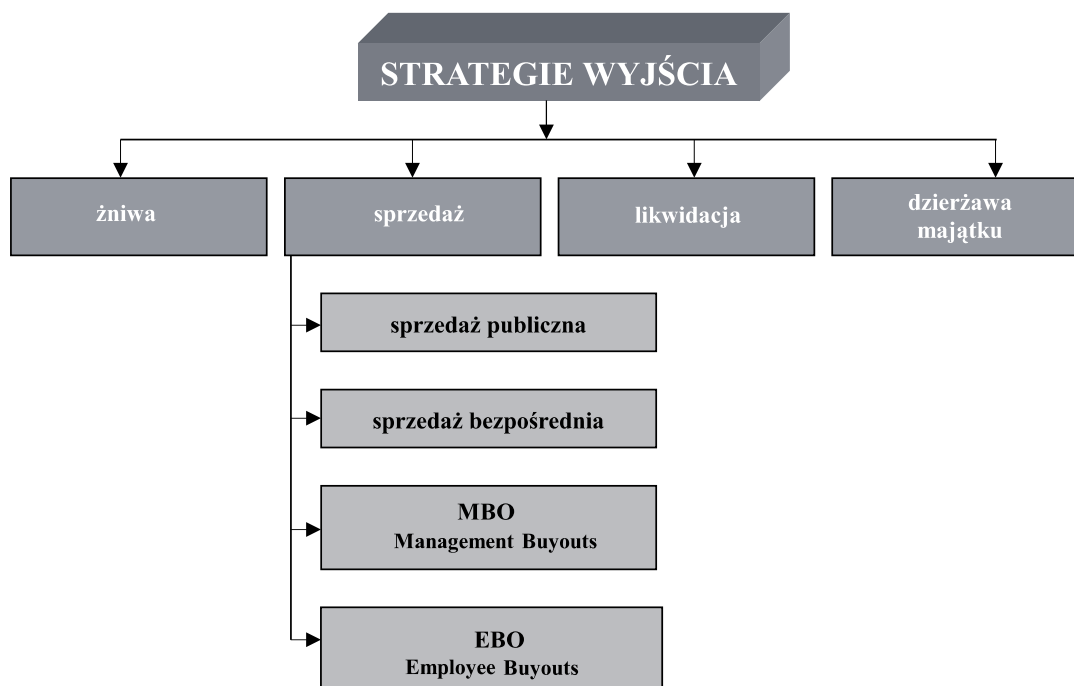 STRATEGIE WYJŚCIA
żniwa
sprzedaż
likwidacja
dzierżawa
majątku
sprzedaż publiczna
sprzedaż bezpośrednia
MBO
Management Buyouts
EBO
Employee Buyouts